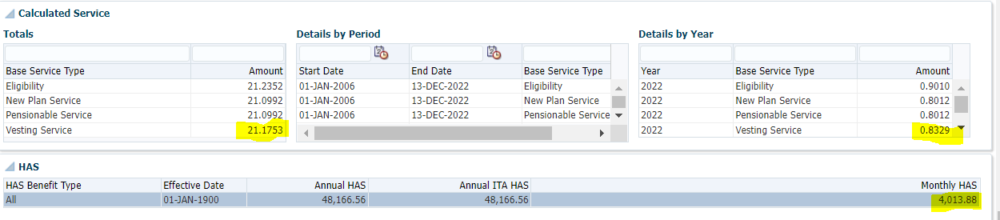 Calculated Service
Totals
Base Service Type Amount
Eligibility 21.2352
New Plan Service 21.0992
Pensionable Service 21.0992
Vesting Service 21.1753
Details by Period
Start Date End Date Base Service Type
01-JAN-2006 13-DEC-2022 Eligibility
01-JAN-2006 13-DEC-2022 New Plan Service
01-JAN-2006 13-DEC-2022 Pensionable Service
Details by Year
Year Base Service Type Amount
2022 Eligibility 0.9010
2022 New Plan Service 0.8012
2022 Pensionable Service 0.8012
2022 Vesting Service 0.8329
HAS
HAS Benefit Type Effective Date Annual HAS Annual ITA HAS Monthly HAS
All 01-JAN-1900 48,166.56 48,166.56 4,013.88